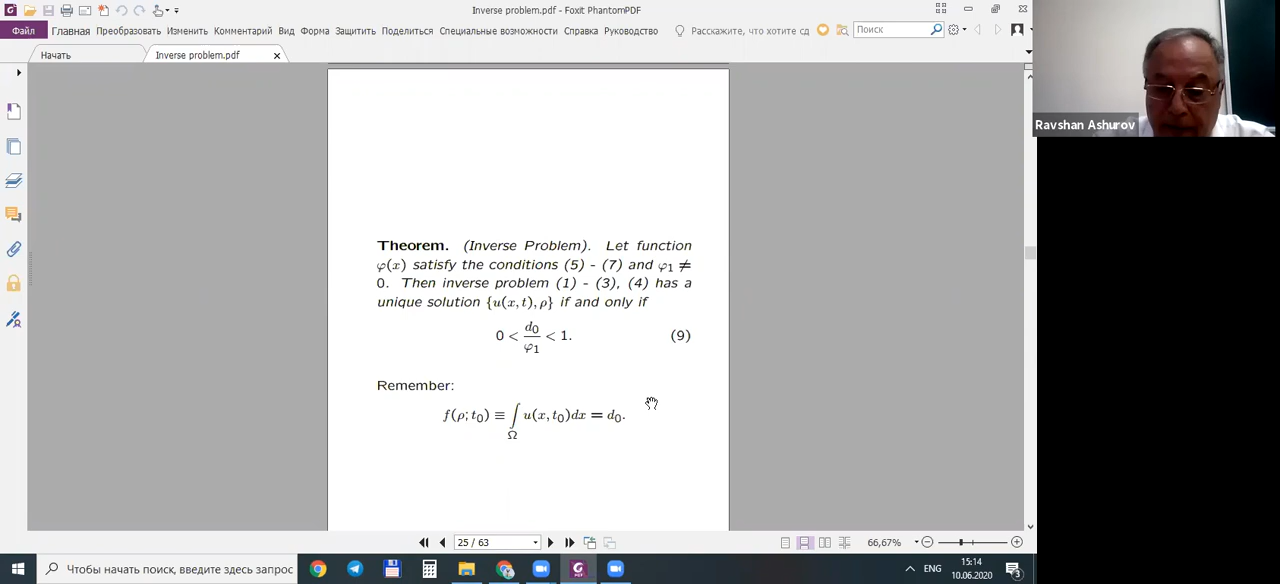 Inverse problem.pdf - Foxit PhantomPDF
Файл Главная Преобразовать Изменить Комментарий Вид Форма Защитить Поделиться Специальные возможности Справка Руководство Расскажите, что хотите сд Поиск
Начать Inverse problem.pdf
Ravshan Ashurov
Theorem. (Inverse Problem). Let function
φ(x) satisfy the conditions (5) - (7) and φ₁ ≠
0. Then inverse problem (1) - (3), (4) has a
unique solution {u(x, t), ρ} if and only if
0 < d₀/φ₁ < 1. (9)
Remember:
f(ρ; t₀) ≡ ∫_Ω u(x, t₀)dx = d₀.
25 / 63 66,67%
Чтобы начать поиск, введите здесь запрос ENG 15:14
10.06.2020
3